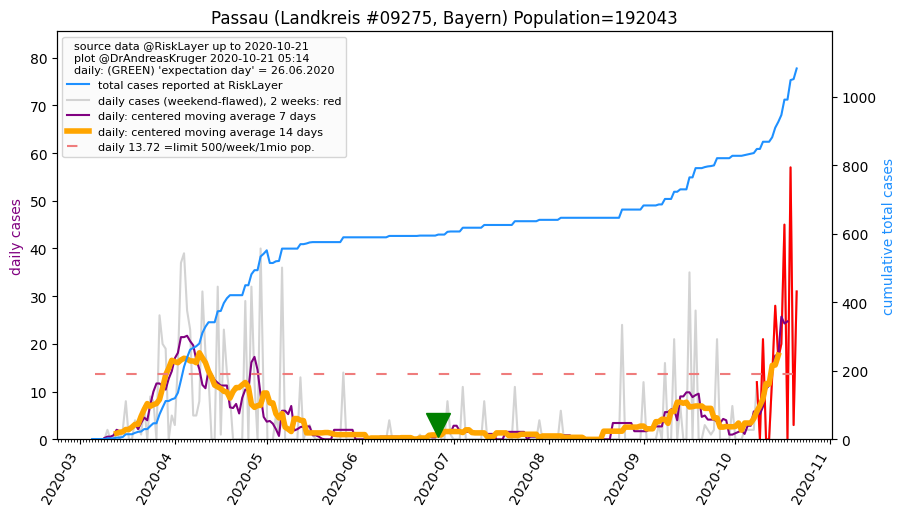 Passau (Landkreis #09275, Bayern) Population=192043
source data @RiskLayer up to 2020-10-21
plot @DrAndreasKruger 2020-10-21 05:14
daily: (GREEN) 'expectation day' = 26.06.2020
total cases reported at RiskLayer
daily cases (weekend-flawed), 2 weeks: red
daily: centered moving average 7 days
daily: centered moving average 14 days
daily 13.72 =limit 500/week/1mio pop.
daily cases
80
70
60
50
40
30
20
10
0
cumulative total cases
1000
800
600
400
200
0
2020-03
2020-04
2020-05
2020-06
2020-07
2020-08
2020-09
2020-10
2020-11